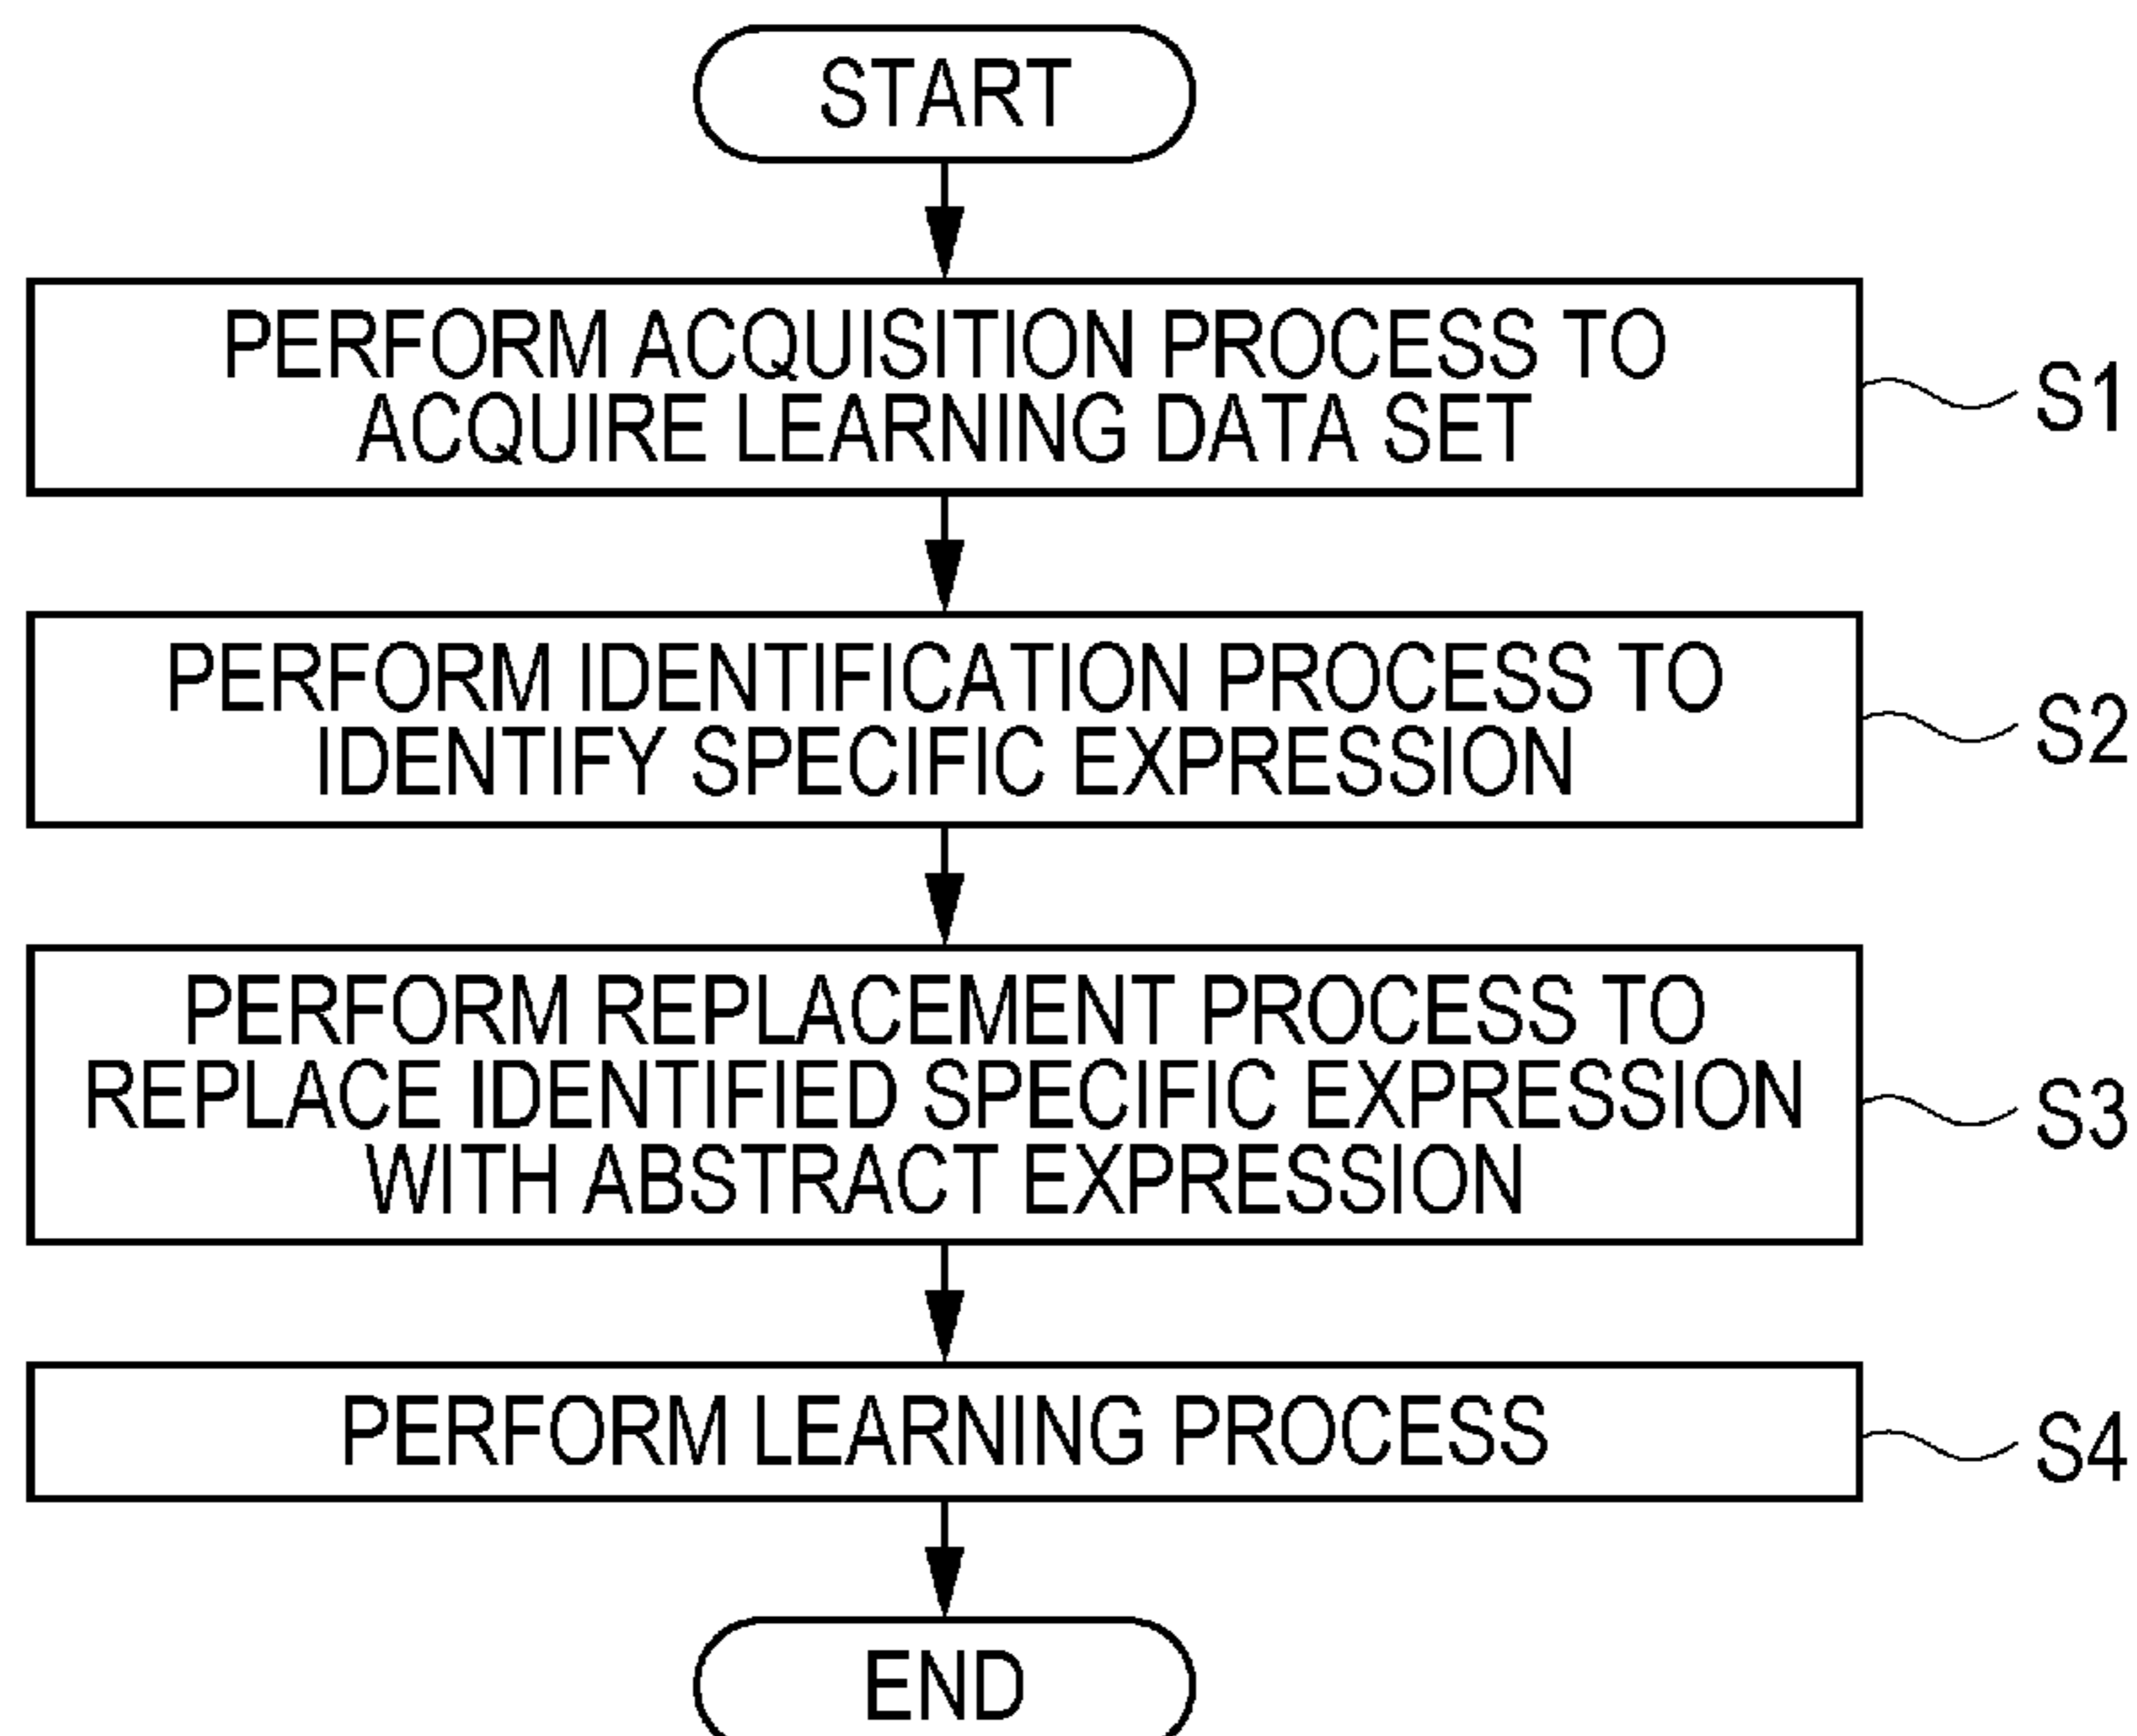 START
PERFORM ACQUISITION PROCESS TO
ACQUIRE LEARNING DATA SET
S1
PERFORM IDENTIFICATION PROCESS TO
IDENTIFY SPECIFIC EXPRESSION
S2
PERFORM REPLACEMENT PROCESS TO
REPLACE IDENTIFIED SPECIFIC EXPRESSION
WITH ABSTRACT EXPRESSION
S3
PERFORM LEARNING PROCESS
S4
END